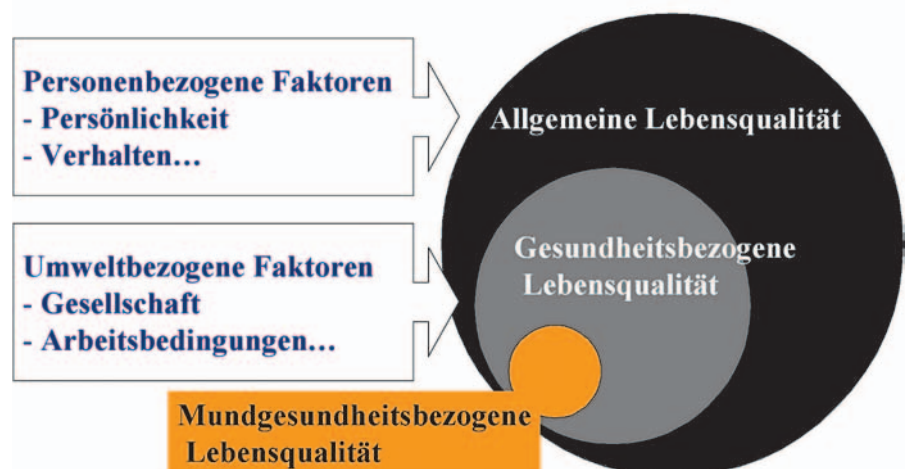 Personenbezogene Faktoren
- Persönlichkeit
- Verhalten…
Allgemeine Lebensqualität
Umweltbezogene Faktoren
- Gesellschaft
- Arbeitsbedingungen…
Gesundheitsbezogene
Lebensqualität
Mundgesundheitsbezogene
Lebensqualität